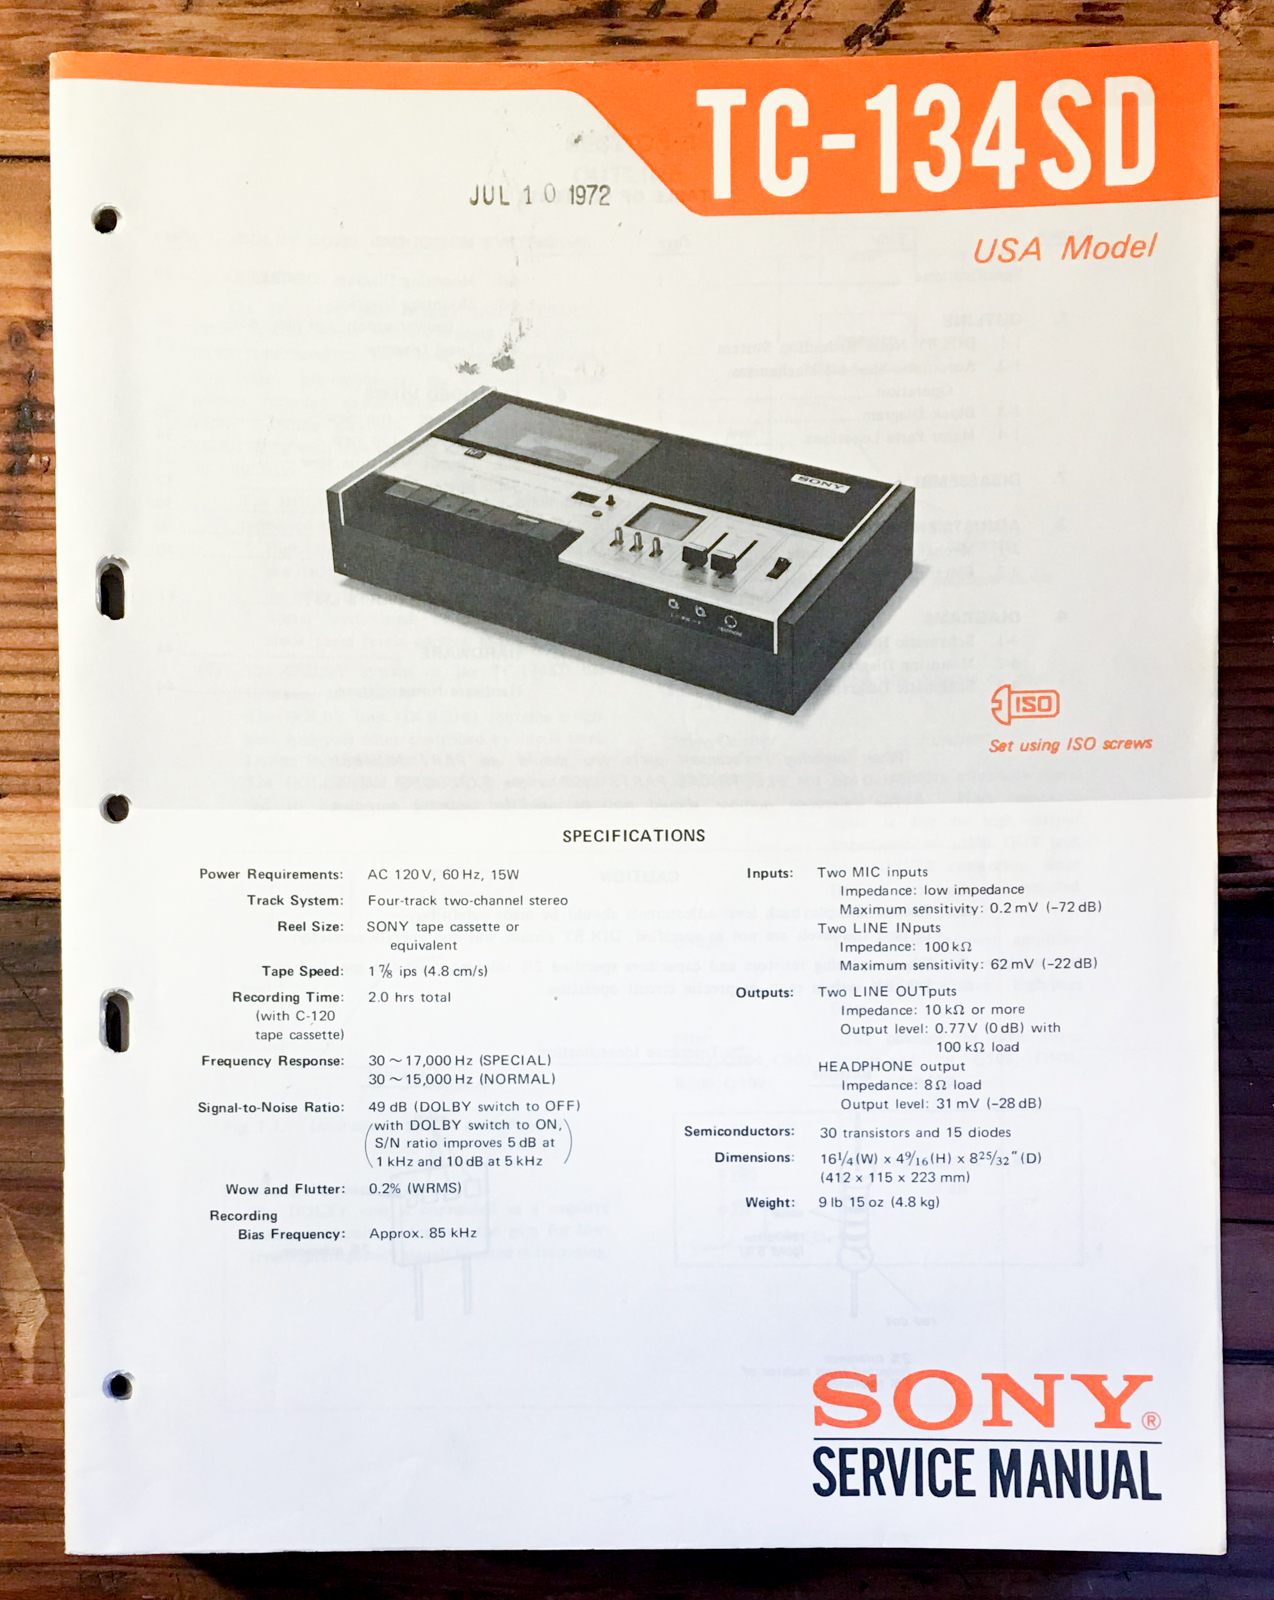 TC-134SD
JUL 10 1972
USA Model
SONY
ISO
Set using ISO screws
SPECIFICATIONS
Power Requirements: AC 120V, 60Hz, 15W
Track System: Four-track two-channel stereo
Reel Size: SONY tape cassette or
equivalent
Tape Speed: 1 7/8 ips (4.8 cm/s)
Recording Time: 2.0 hrs total
(with C-120
tape cassette)
Frequency Response: 30 ~ 17,000 Hz (SPECIAL)
30 ~ 15,000 Hz (NORMAL)
Signal-to-Noise Ratio: 49 dB (DOLBY switch to OFF)
(with DOLBY switch to ON,
S/N ratio improves 5 dB at
1 kHz and 10 dB at 5 kHz)
Wow and Flutter: 0.2% (WRMS)
Recording
Bias Frequency: Approx. 85 kHz
Inputs: Two MIC inputs
Impedance: low impedance
Maximum sensitivity: 0.2 mV (-72 dB)
Two LINE INputs
Impedance: 100 kΩ
Maximum sensitivity: 62 mV (-22 dB)
Outputs: Two LINE OUTputs
Impedance: 10 kΩ or more
Output level: 0.77 V (0 dB) with
100 kΩ load
HEADPHONE output
Impedance: 8 Ω load
Output level: 31 mV (-28 dB)
Semiconductors: 30 transistors and 15 diodes
Dimensions: 16 1/4 (W) x 4 9/16 (H) x 8 25/32" (D)
(412 x 115 x 223 mm)
Weight: 9 lb 15 oz (4.8 kg)
SONY®
SERVICE MANUAL